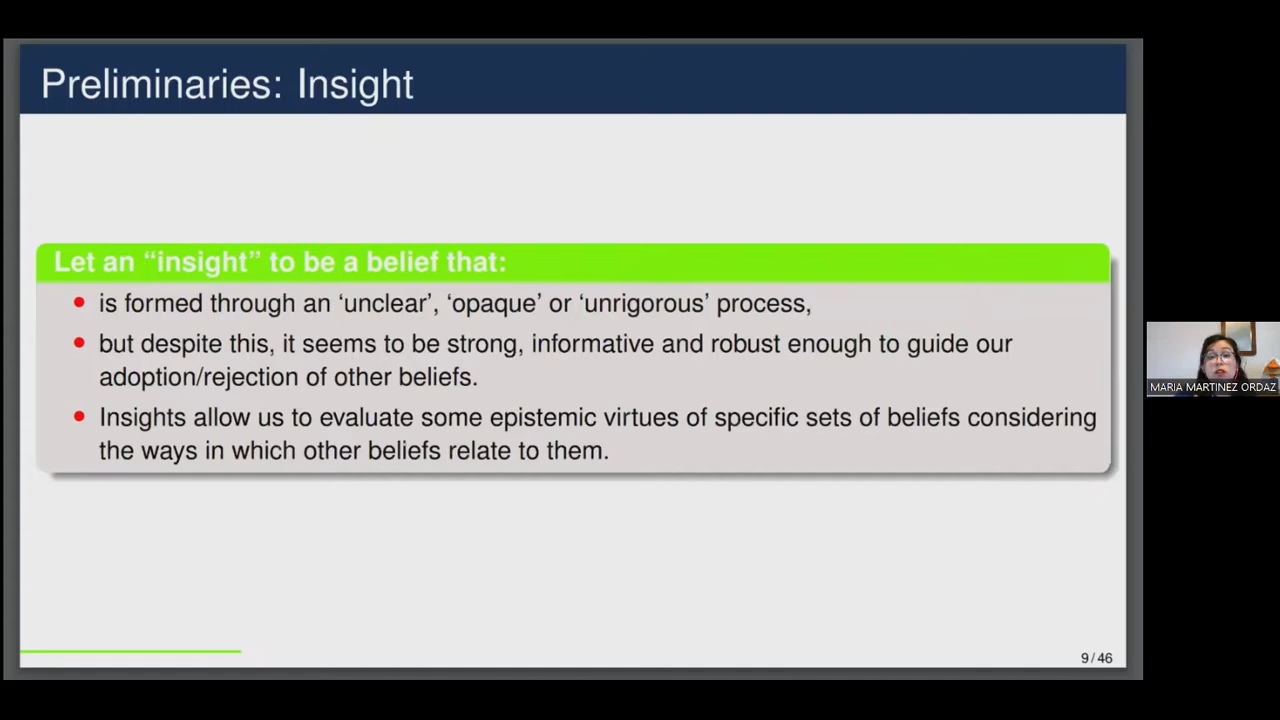 Preliminaries: Insight
Let an “insight” to be a belief that:
is formed through an ‘unclear’, ‘opaque’ or ‘unrigorous’ process,
but despite this, it seems to be strong, informative and robust enough to guide our
adoption/rejection of other beliefs.
Insights allow us to evaluate some epistemic virtues of specific sets of beliefs considering
the ways in which other beliefs relate to them.
MARIA MARTINEZ ORDAZ
9 / 46